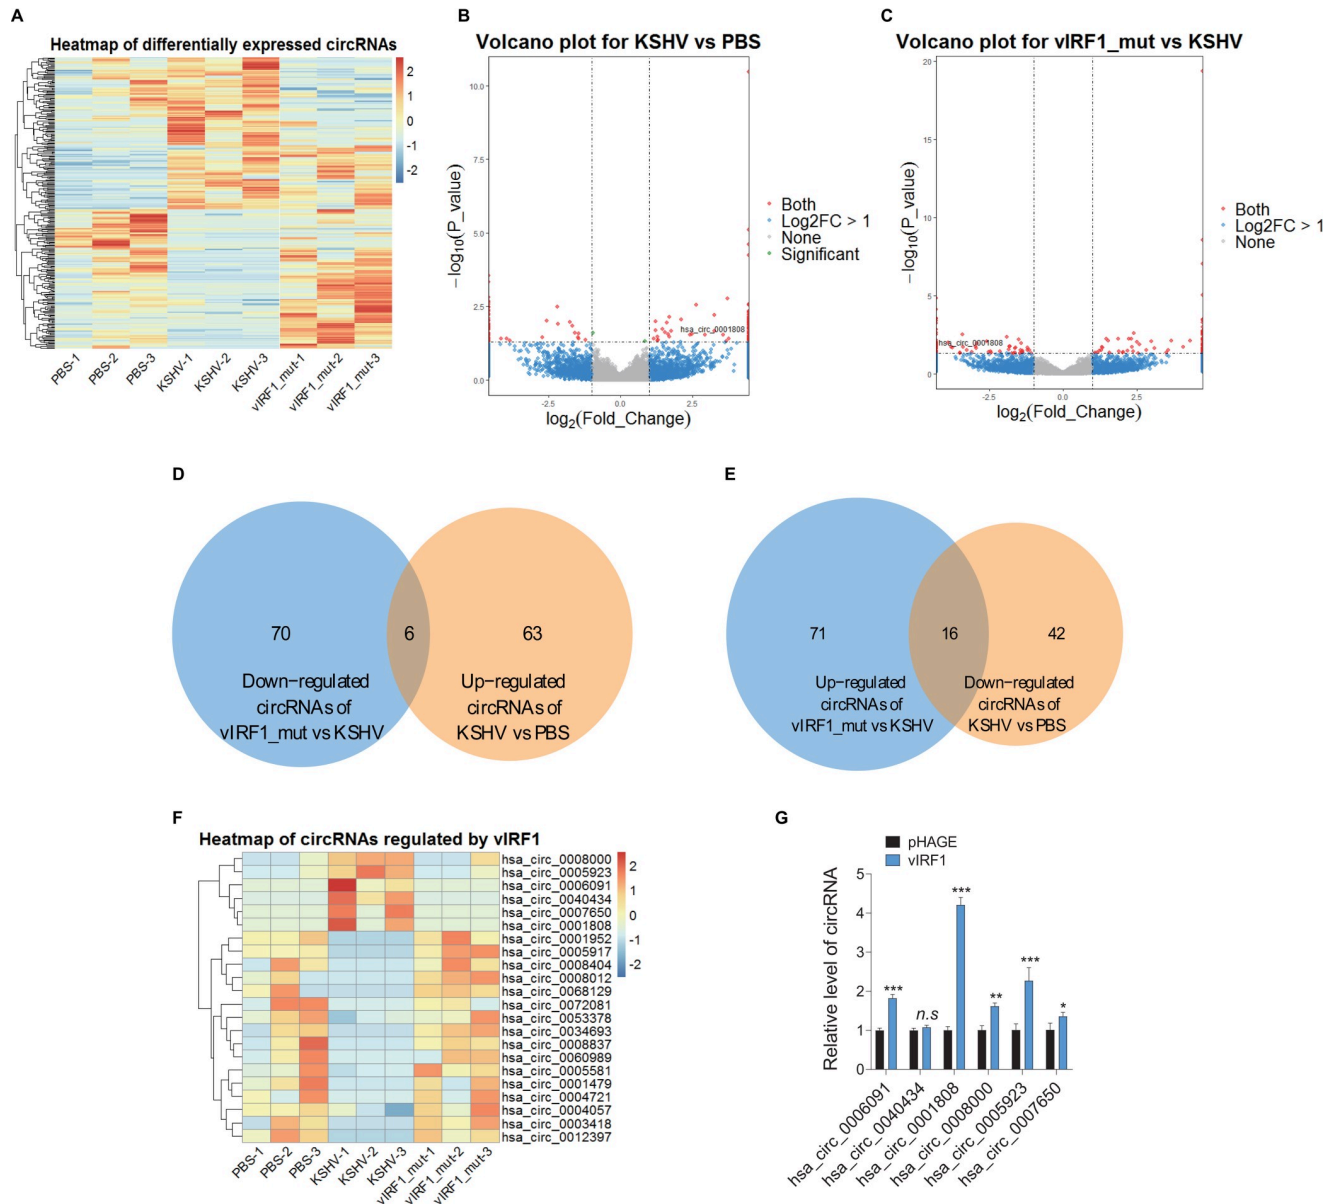 A
Heatmap of differentially expressed circRNAs
2
1
0
-1
-2
PBS-1
PBS-2
PBS-3
KSHV-1
KSHV-2
KSHV-3
vIRF1_mut-1
vIRF1_mut-2
vIRF1_mut-3
B
Volcano plot for KSHV vs PBS
10.0
7.5
5.0
2.5
0.0
−log10(P_value)
hsa_circ_0001808
-2.5
0.0
2.5
log2(Fold_Change)
Both
Log2FC > 1
None
Significant
C
Volcano plot for vIRF1_mut vs KSHV
20
15
10
5
0
−log10(P_value)
hsa_circ_0001808
-2.5
0.0
2.5
log2(Fold_Change)
Both
Log2FC > 1
None
D
70
6
63
Down−regulated
circRNAs of
vIRF1_mut vs KSHV
Up−regulated
circRNAs of
KSHV vs PBS
E
71
16
42
Up−regulated
circRNAs of
vIRF1_mut vs KSHV
Down−regulated
circRNAs of
KSHV vs PBS
F
Heatmap of circRNAs regulated by vIRF1
hsa_circ_0008000
hsa_circ_0005923
hsa_circ_0006091
hsa_circ_0040434
hsa_circ_0007650
hsa_circ_0001808
hsa_circ_0001952
hsa_circ_0005917
hsa_circ_0008404
hsa_circ_0008012
hsa_circ_0068129
hsa_circ_0072081
hsa_circ_0053378
hsa_circ_0034693
hsa_circ_0008837
hsa_circ_0060989
hsa_circ_0005581
hsa_circ_0001479
hsa_circ_0004721
hsa_circ_0004057
hsa_circ_0003418
hsa_circ_0012397
2
1
0
-1
-2
PBS-1
PBS-2
PBS-3
KSHV-1
KSHV-2
KSHV-3
vIRF1_mut-1
vIRF1_mut-2
vIRF1_mut-3
G
pHAGE
vIRF1
Relative level of circRNA
5
4
3
2
1
0
***
n.s
***
**
***
*
hsa_circ_0006091
hsa_circ_0040434
hsa_circ_0001808
hsa_circ_0008000
hsa_circ_0005923
hsa_circ_0007650